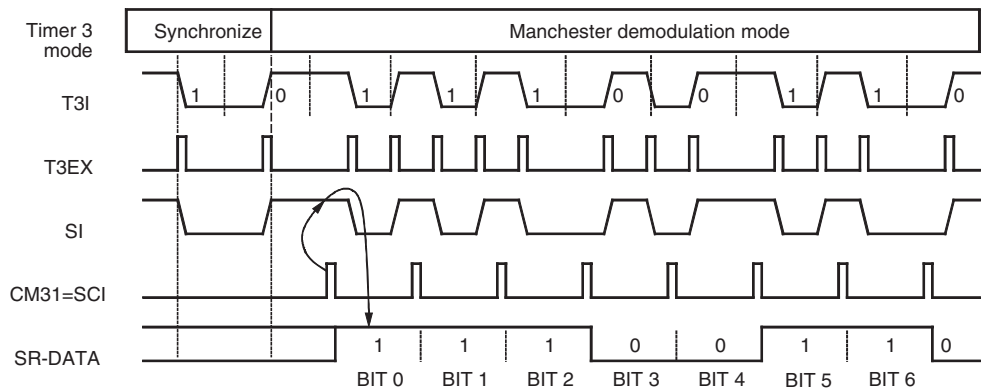 Timer 3
mode
Synchronize
Manchester demodulation mode
T3I
1 0 1 1 1 0 0 1 1 0
T3EX
SI
CM31=SCI
SR-DATA
1 1 1 0 0 1 1 0
BIT 0 BIT 1 BIT 2 BIT 3 BIT 4 BIT 5 BIT 6